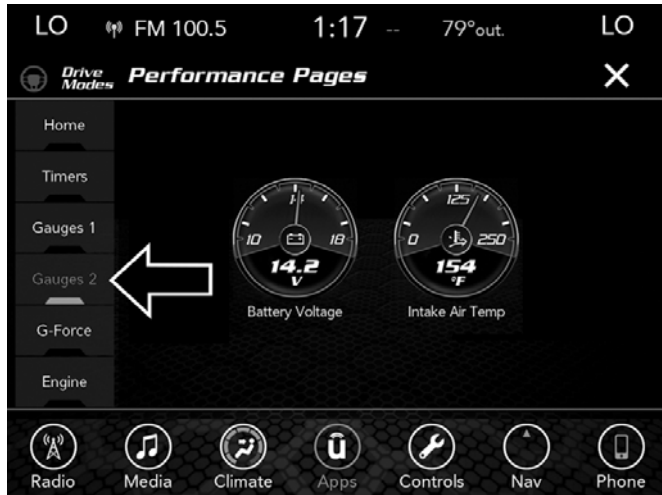 LO FM 100.5 1:17 -- 79°out. LO
Drive
Modes
Performance Pages
Home
Timers
Gauges 1
Gauges 2
G-Force
Engine
10 14 18
14.2
V
Battery Voltage
0 125 250
154
°F
Intake Air Temp
Radio Media Climate Apps Controls Nav Phone